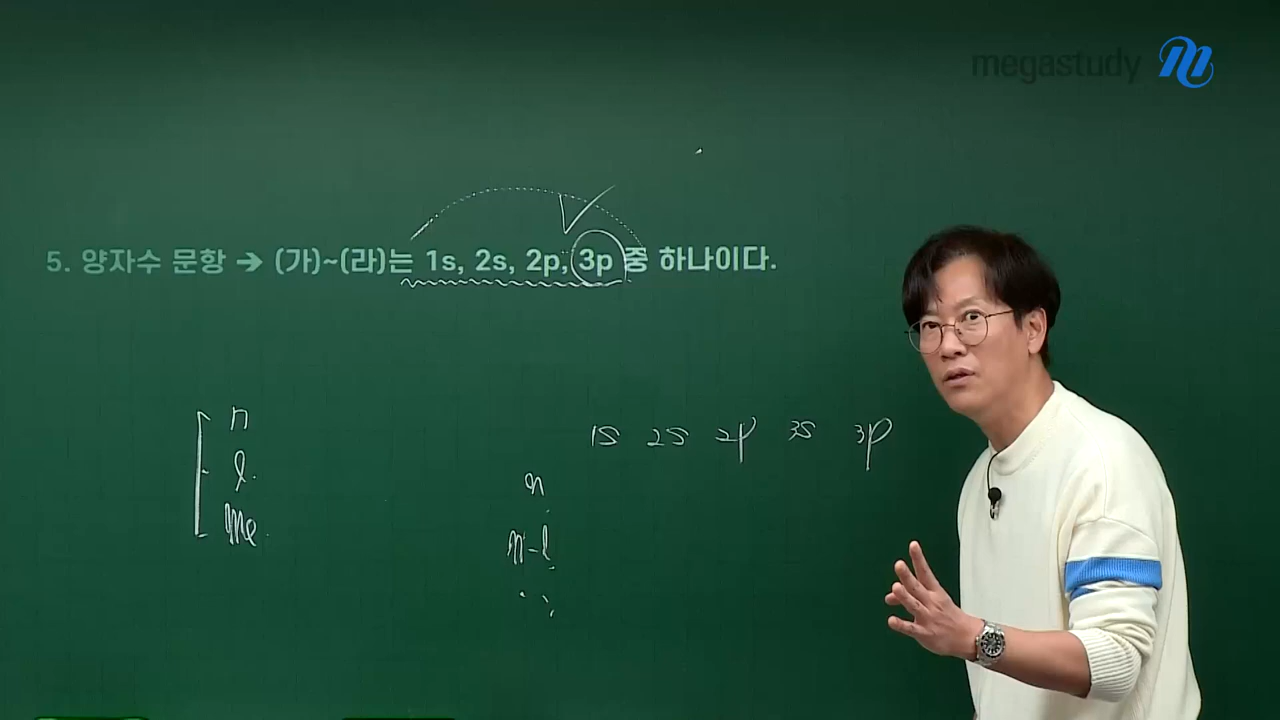 megastudy
5. 양자수 문항 → (가)~(라)는 1s, 2s, 2p, 3p 중 하나이다.
n
l
ml
1s 2s 2p 3s 3p
n
n-l